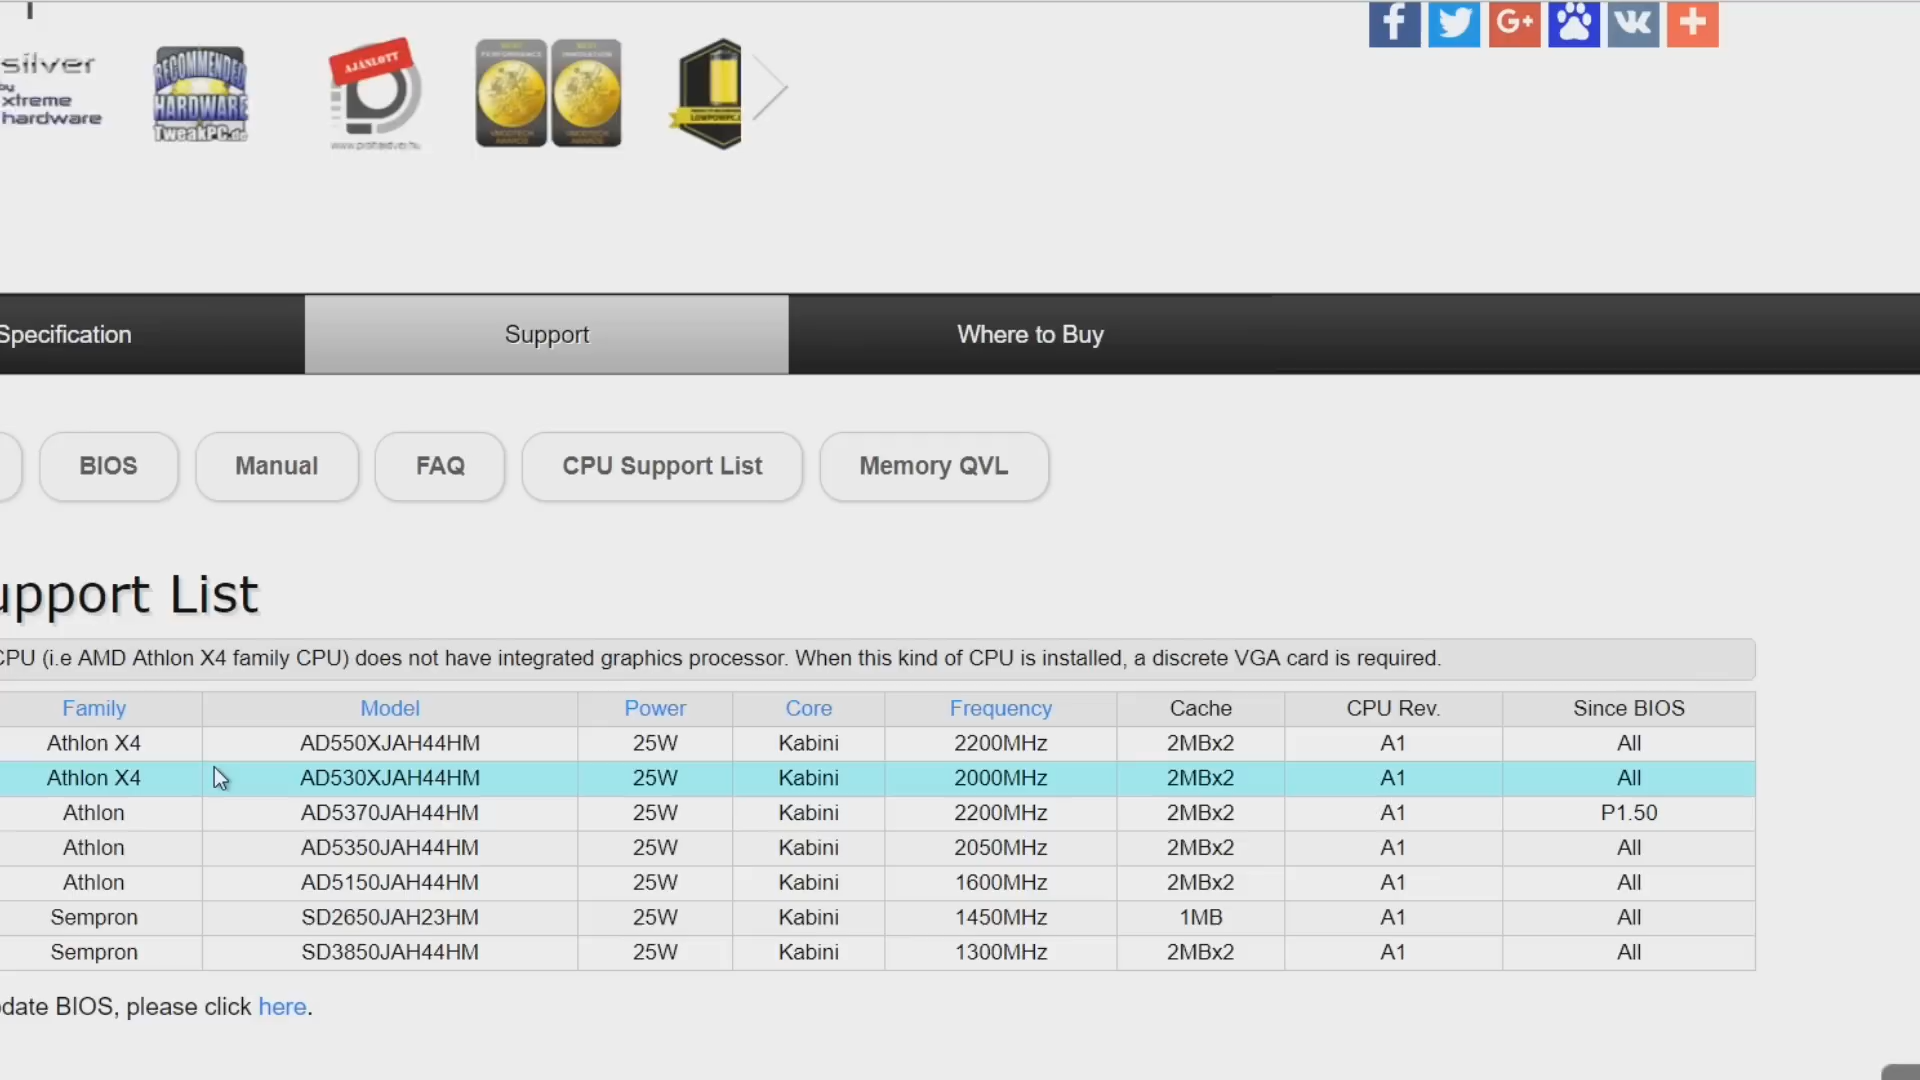 silver
by
xtreme
hardware
RECOMMENDED
HARDWARE
TweakPC.de
AJÁNLOTT
f G+ VK +
Specification Support Where to Buy
BIOS Manual FAQ CPU Support List Memory QVL
upport List
CPU (i.e AMD Athlon X4 family CPU) does not have integrated graphics processor. When this kind of CPU is installed, a discrete VGA card is required.
Family Model Power Core Frequency Cache CPU Rev. Since BIOS
Athlon X4 AD550XJAH44HM 25W Kabini 2200MHz 2MBx2 A1 All
Athlon X4 AD530XJAH44HM 25W Kabini 2000MHz 2MBx2 A1 All
Athlon AD5370JAH44HM 25W Kabini 2200MHz 2MBx2 A1 P1.50
Athlon AD5350JAH44HM 25W Kabini 2050MHz 2MBx2 A1 All
Athlon AD5150JAH44HM 25W Kabini 1600MHz 2MBx2 A1 All
Sempron SD2650JAH23HM 25W Kabini 1450MHz 1MB A1 All
Sempron SD3850JAH44HM 25W Kabini 1300MHz 2MBx2 A1 All
date BIOS, please click here.